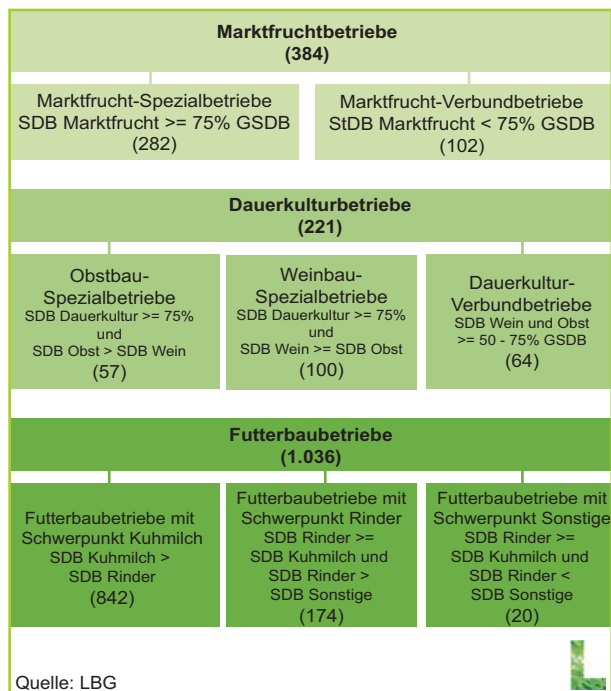 Marktfruchtbetriebe
(384)
Marktfrucht-Spezialbetriebe
SDB Marktfrucht >= 75% GSDB
(282)
Marktfrucht-Verbundbetriebe
StDB Marktfrucht < 75% GSDB
(102)
Dauerkulturbetriebe
(221)
Obstbau-
Spezialbetriebe
SDB Dauerkultur >= 75%
und
SDB Obst > SDB Wein
(57)
Weinbau-
Spezialbetriebe
SDB Dauerkultur >= 75%
und
SDB Wein >= SDB Obst
(100)
Dauerkultur-
Verbundbetriebe
SDB Wein und Obst
>= 50 - 75% GSDB
(64)
Futterbaubetriebe
(1.036)
Futterbaubetriebe mit
Schwerpunkt Kuhmilch
SDB Kuhmilch >
SDB Rinder
(842)
Futterbaubetriebe mit
Schwerpunkt Rinder
SDB Rinder >=
SDB Kuhmilch und
SDB Rinder >
SDB Sonstige
(174)
Futterbaubetriebe mit
Schwerpunkt Sonstige
SDB Rinder >=
SDB Kuhmilch und
SDB Rinder <
SDB Sonstige
(20)
Quelle: LBG
L